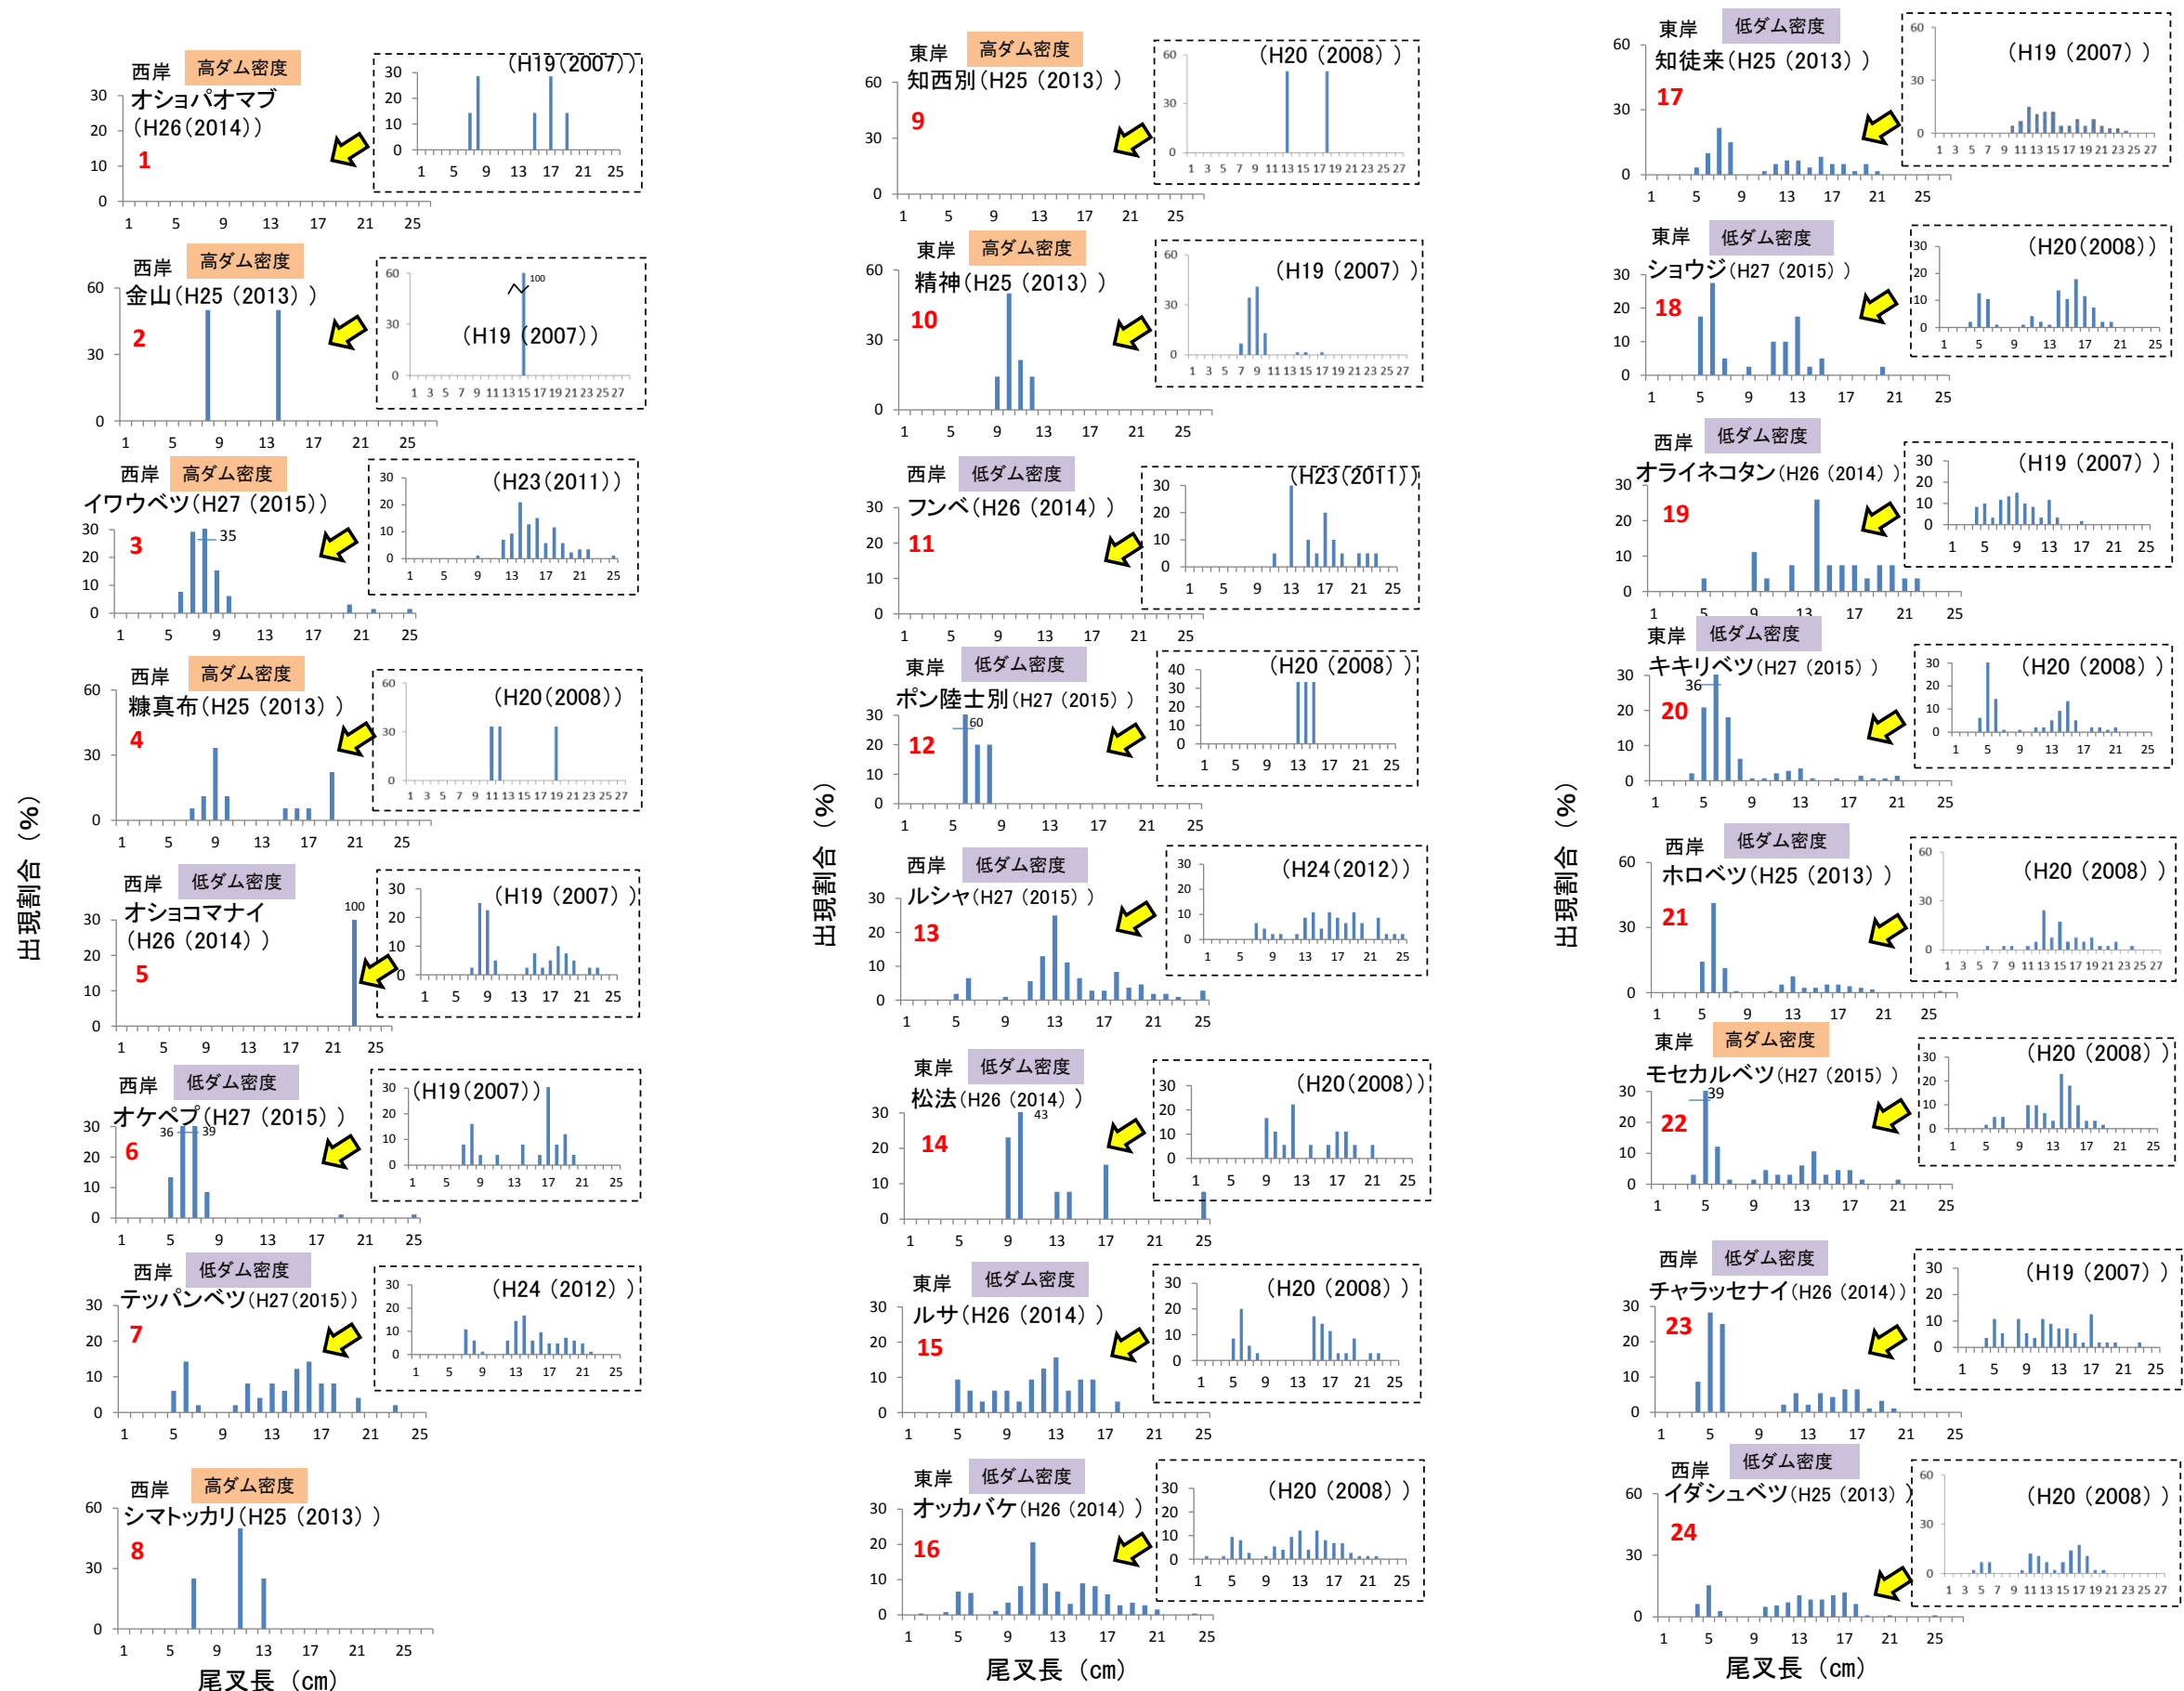 出現割合（%）
西岸 高ダム密度
オショパオマブ
（H26(2014)）
1
（H19(2007)）
西岸 高ダム密度
金山（H25（2013））
2
100
（H19（2007））
西岸 高ダム密度
イワウベツ（H27（2015））
3
35
（H23(2011)）
西岸 高ダム密度
糠真布（H25（2013））
4
（H20(2008)）
西岸 低ダム密度
オショコマナイ
（H26（2014））
5
100
（H19（2007））
西岸 低ダム密度
オケペプ（H27（2015））
36 39
6
（H19(2007)）
西岸 低ダム密度
テッパンベツ（H27(2015)）
7
（H24（2012））
西岸 高ダム密度
シマトッカリ（H25（2013））
8
尾叉長（cm）
出現割合（%）
東岸 高ダム密度
知西別（H25（2013））
9
（H20（2008））
東岸 高ダム密度
精神（H25（2013））
10
（H19（2007））
西岸 低ダム密度
フンベ（H26（2014））
11
（H23(2011)）
東岸 低ダム密度
ポン陸士別（H27（2015））
60
12
（H20（2008））
西岸 低ダム密度
ルシャ（H27（2015））
13
（H24(2012)）
東岸 低ダム密度
松法（H26（2014））
43
14
（H20(2008)）
東岸 低ダム密度
ルサ（H26（2014））
15
（H20（2008））
東岸 低ダム密度
オッカバケ（H26（2014））
16
（H20（2008））
尾叉長（cm）
出現割合（%）
東岸 低ダム密度
知徒来（H25（2013））
17
（H19（2007））
東岸 低ダム密度
ショウジ（H27（2015））
18
（H20(2008)）
西岸 低ダム密度
オライネコタン（H26（2014））
19
（H19（2007））
東岸 低ダム密度
キキリベツ（H27（2015））
36
20
（H20（2008））
西岸 低ダム密度
ホロベツ（H25（2013））
21
（H20（2008））
東岸 高ダム密度
モセカルベツ（H27（2015））
39
22
（H20（2008））
西岸 低ダム密度
チャラッセナイ（H26（2014））
23
（H19（2007））
西岸 低ダム密度
イダシュベツ（H25（2013））
24
（H20（2008））
尾叉長（cm）